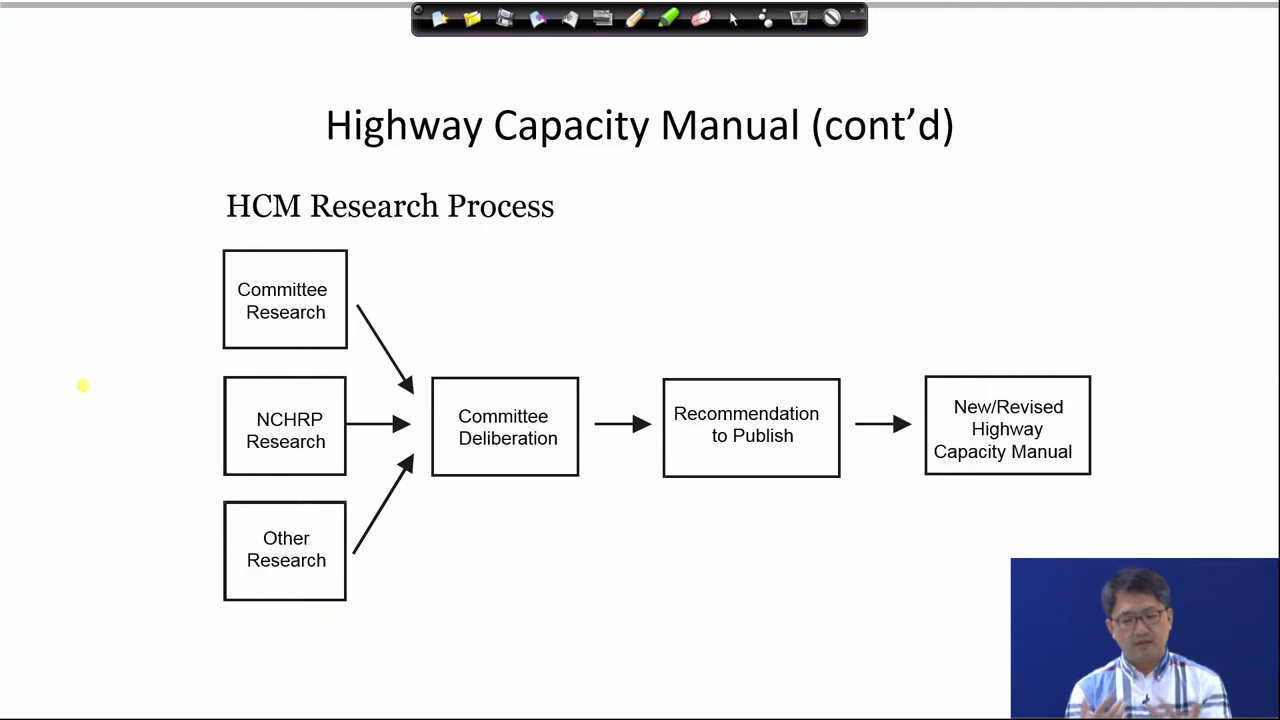 Highway Capacity Manual (cont’d)
HCM Research Process
Committee
Research
NCHRP
Research
Other
Research
Committee
Deliberation
Recommendation
to Publish
New/Revised
Highway
Capacity Manual